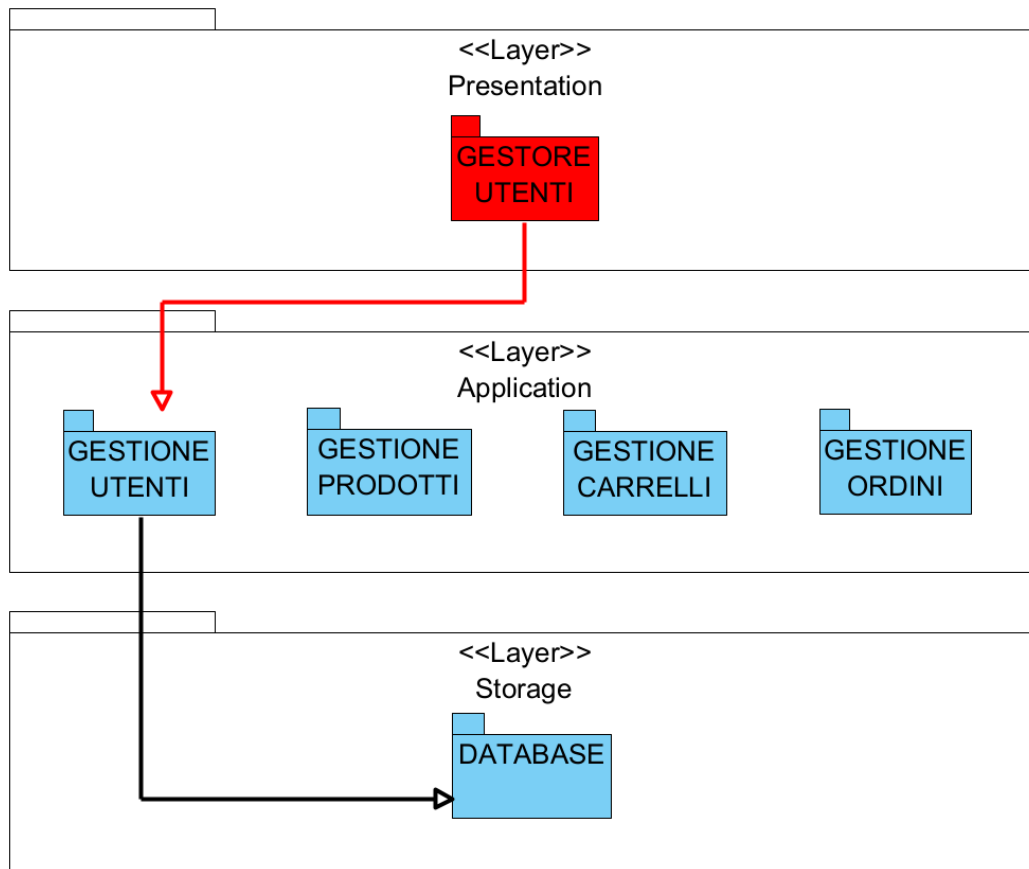 <<Layer>>
Presentation
GESTORE
UTENTI
<<Layer>>
Application
GESTIONE
UTENTI
GESTIONE
PRODOTTI
GESTIONE
CARRELLI
GESTIONE
ORDINI
<<Layer>>
Storage
DATABASE